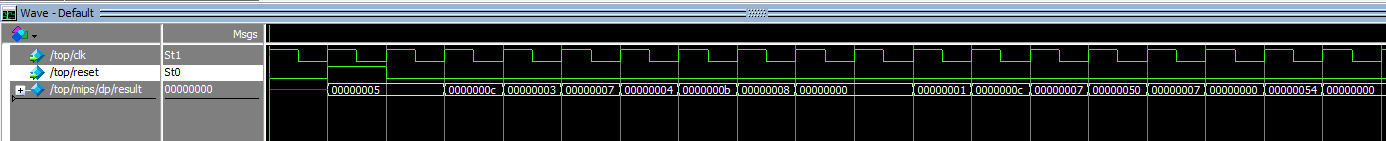 Wave - Default
Msgs
/top/clk St1
/top/reset St0
/top/mips/dp/result 00000000 00000005 0000000c 00000003 00000007 00000004 0000000b 00000008 00000000 00000001 0000000c 00000007 00000050 00000007 00000000 00000054 00000000